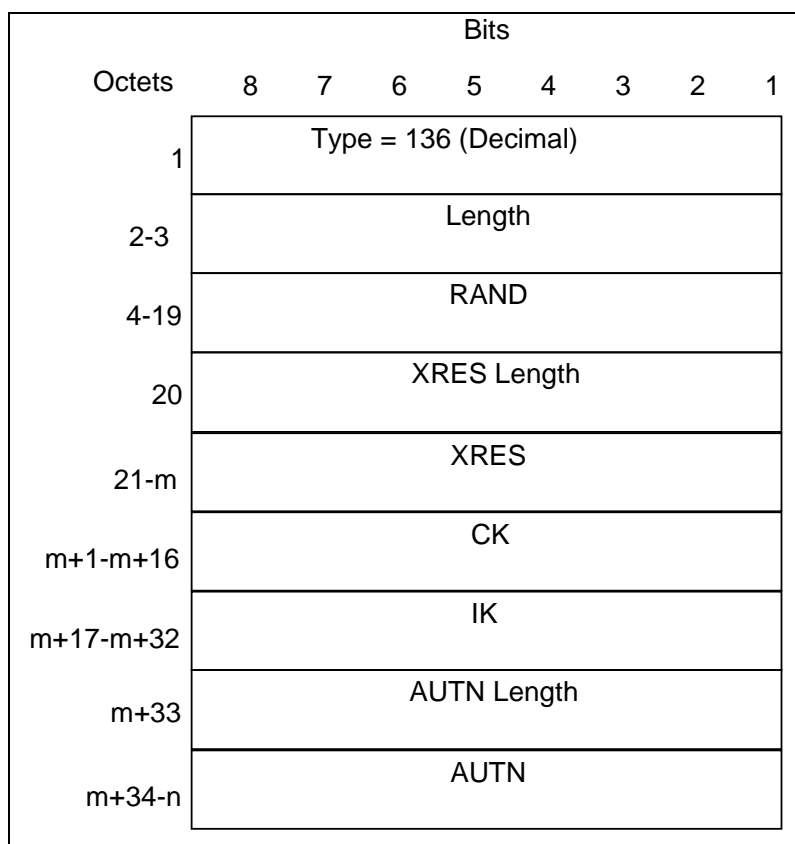 Bits
Octets 8 7 6 5 4 3 2 1
1 Type = 136 (Decimal)
2-3 Length
4-19 RAND
20 XRES Length
21-m XRES
m+1-m+16 CK
m+17-m+32 IK
m+33 AUTN Length
m+34-n AUTN